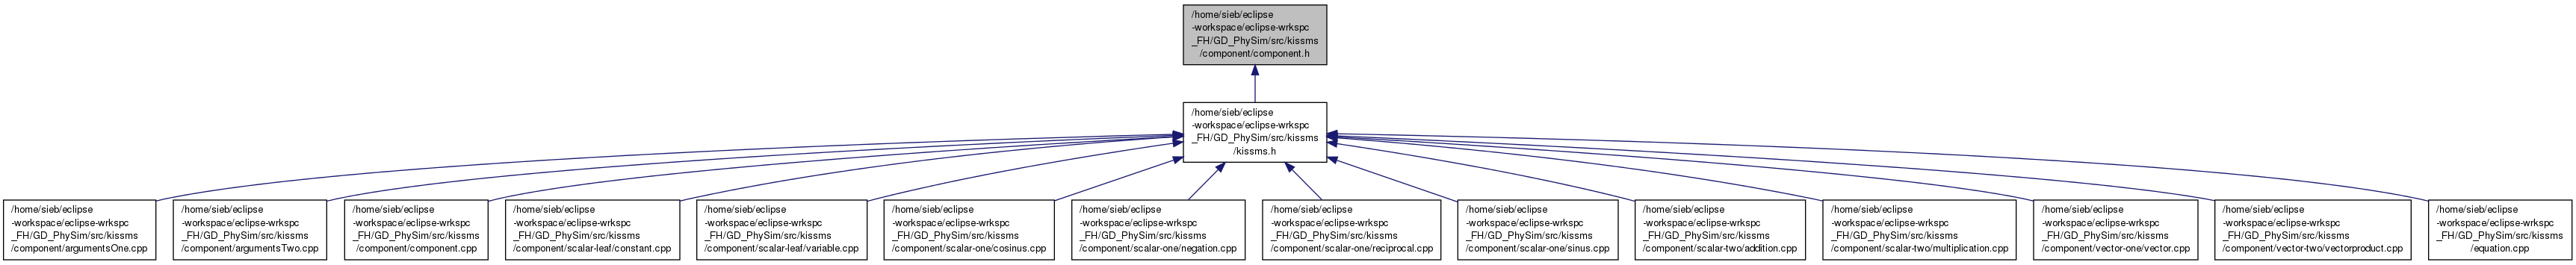 /home/sieb/eclipse
-workspace/eclipse-wrkspc
_FH/GD_PhySim/src/kissms
/component/component.h
/home/sieb/eclipse
-workspace/eclipse-wrkspc
_FH/GD_PhySim/src/kissms
/kissms.h
/home/sieb/eclipse
-workspace/eclipse-wrkspc
_FH/GD_PhySim/src/kissms
/component/argumentsOne.cpp
/home/sieb/eclipse
-workspace/eclipse-wrkspc
_FH/GD_PhySim/src/kissms
/component/argumentsTwo.cpp
/home/sieb/eclipse
-workspace/eclipse-wrkspc
_FH/GD_PhySim/src/kissms
/component/component.cpp
/home/sieb/eclipse
-workspace/eclipse-wrkspc
_FH/GD_PhySim/src/kissms
/component/scalar-leaf/constant.cpp
/home/sieb/eclipse
-workspace/eclipse-wrkspc
_FH/GD_PhySim/src/kissms
/component/scalar-leaf/variable.cpp
/home/sieb/eclipse
-workspace/eclipse-wrkspc
_FH/GD_PhySim/src/kissms
/component/scalar-one/cosinus.cpp
/home/sieb/eclipse
-workspace/eclipse-wrkspc
_FH/GD_PhySim/src/kissms
/component/scalar-one/negation.cpp
/home/sieb/eclipse
-workspace/eclipse-wrkspc
_FH/GD_PhySim/src/kissms
/component/scalar-one/reciprocal.cpp
/home/sieb/eclipse
-workspace/eclipse-wrkspc
_FH/GD_PhySim/src/kissms
/component/scalar-one/sinus.cpp
/home/sieb/eclipse
-workspace/eclipse-wrkspc
_FH/GD_PhySim/src/kissms
/component/scalar-two/addition.cpp
/home/sieb/eclipse
-workspace/eclipse-wrkspc
_FH/GD_PhySim/src/kissms
/component/scalar-two/multiplication.cpp
/home/sieb/eclipse
-workspace/eclipse-wrkspc
_FH/GD_PhySim/src/kissms
/component/vector-one/vector.cpp
/home/sieb/eclipse
-workspace/eclipse-wrkspc
_FH/GD_PhySim/src/kissms
/component/vector-two/vectorproduct.cpp
/home/sieb/eclipse
-workspace/eclipse-wrkspc
_FH/GD_PhySim/src/kissms
/equation.cpp